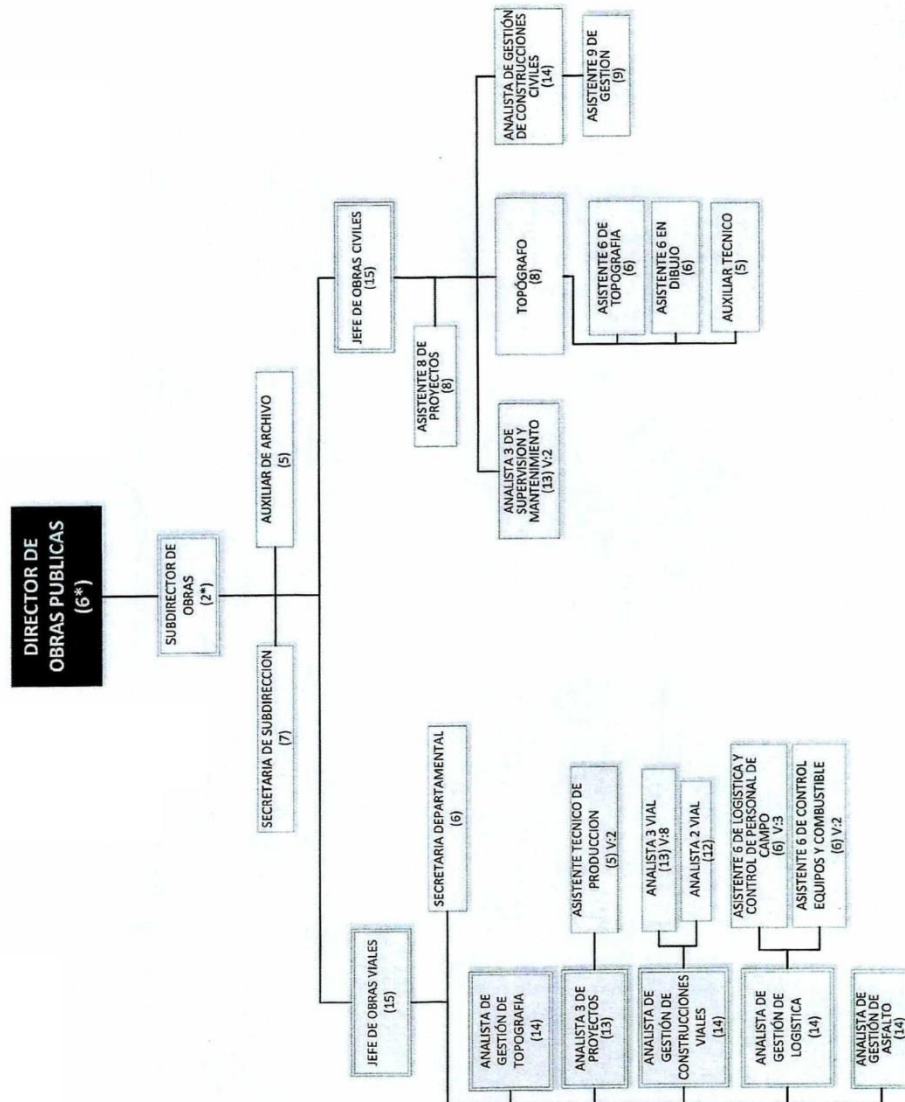 DIRECTOR DE
OBRAS PUBLICAS
(6*)
SUBDIRECTOR DE
OBRAS
(2*)
SECRETARIA DE SUBDIRECCION
(7)
AUXILIAR DE ARCHIVO
(5)
JEFE DE OBRAS VIALES
(15)
SECRETARIA DEPARTAMENTAL
(6)
ANALISTA DE
GESTIÓN DE
TOPOGRAFIA
(14)
ANALISTA 3 DE
PROYECTOS
(13)
ASISTENTE TECNICO DE
PRODUCCION
(5) V:2
ANALISTA DE
GESTIÓN DE
CONSTRUCCIONES
VIALES
(14)
ANALISTA 3 VIAL
(13) V:8
ANALISTA 2 VIAL
(12)
ANALISTA DE
GESTIÓN DE
LOGISTICA
(14)
ASISTENTE 6 DE LOGISTICA Y
CONTROL DE PERSONAL DE
CAMPO
(6) V:3
ASISTENTE 6 DE CONTROL
EQUIPOS Y COMBUSTIBLE
(6) V:2
ANALISTA DE
GESTIÓN DE
ASFALTO
(14)
JEFE DE OBRAS CIVILES
(15)
ASISTENTE 8 DE
PROYECTOS
(8)
ANALISTA 3 DE
SUPERVISION Y
MANTENIMIENTO
(13) V:2
TOPÓGRAFO
(8)
ASISTENTE 6 DE
TOPOGRAFIA
(6)
ASISTENTE 6 EN
DIBUJO
(6)
AUXILIAR TECNICO
(5)
ANALISTA DE GESTIÓN
DE CONSTRUCCIONES
CIVILES
(14)
ASISTENTE 9 DE
GESTION
(9)